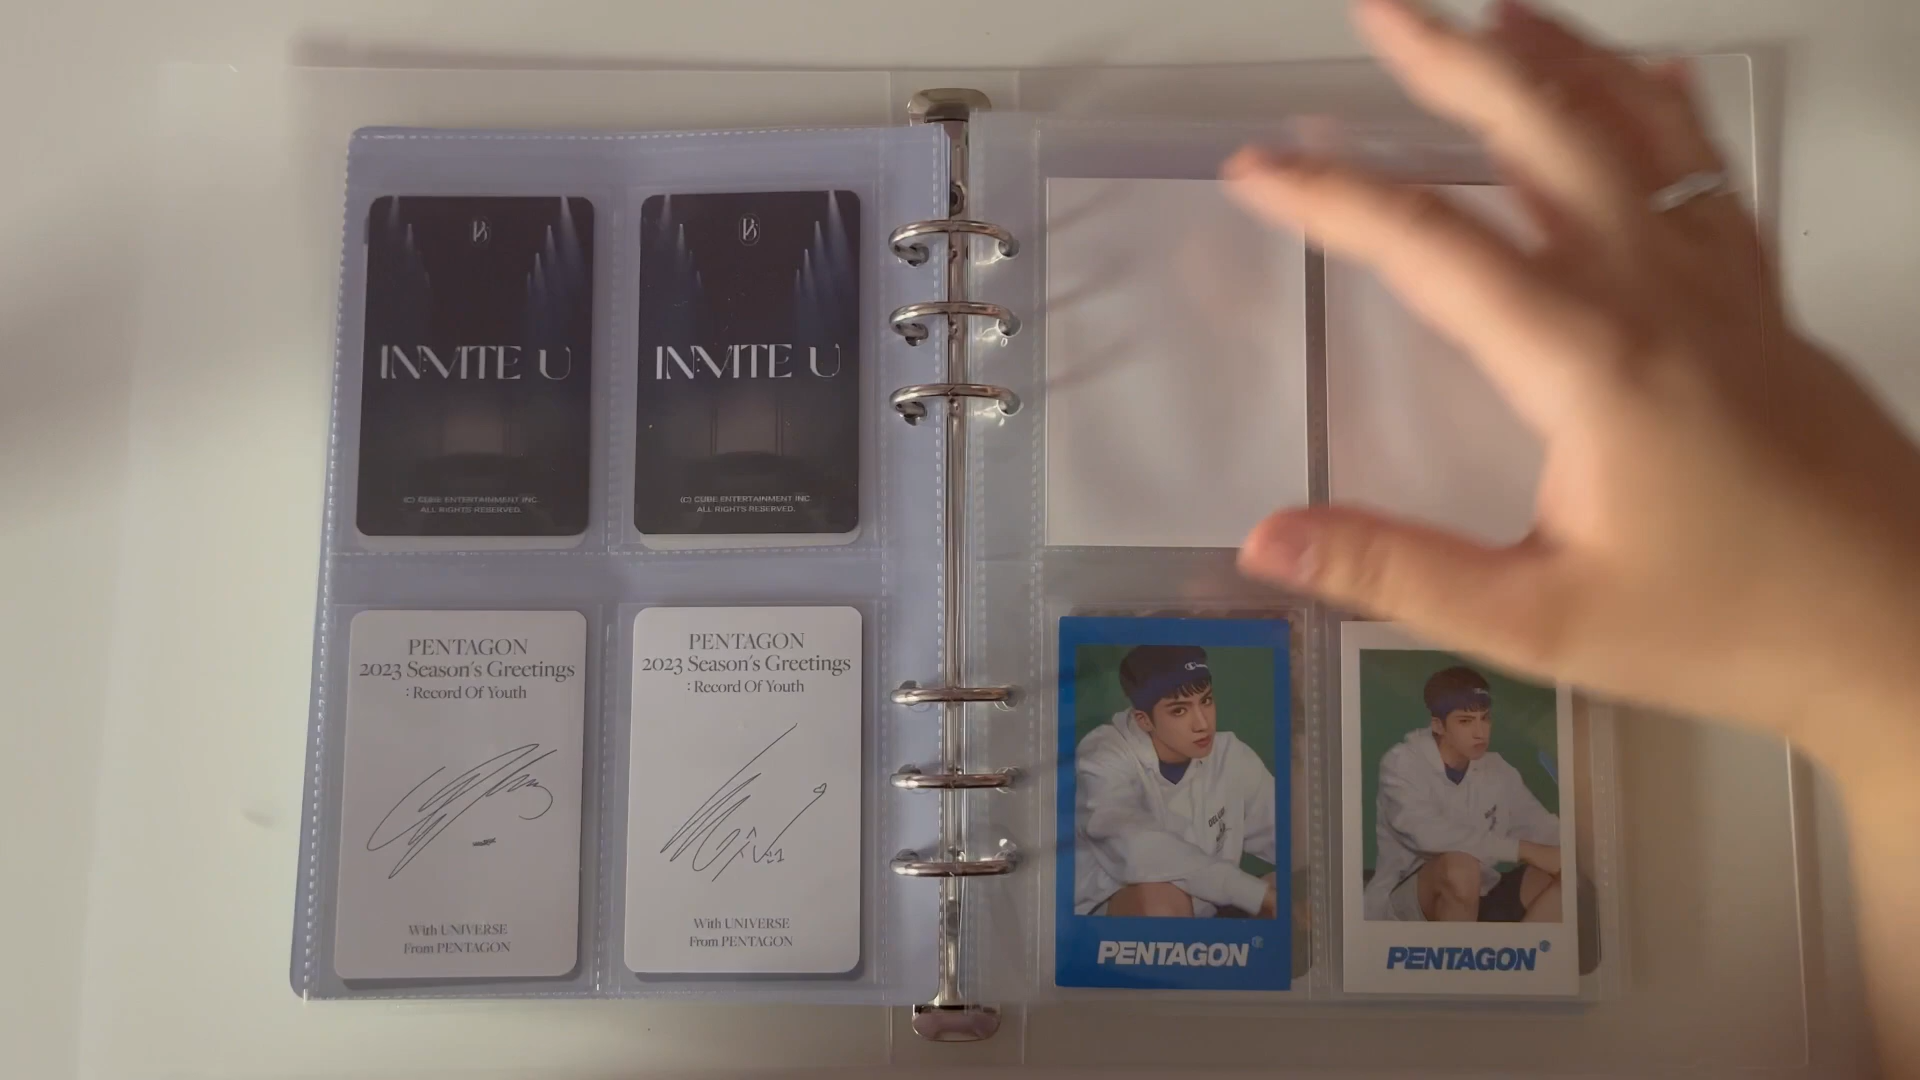 INVITE U
(C) CUBE ENTERTAINMENT INC.
ALL RIGHTS RESERVED.
INVITE U
(C) CUBE ENTERTAINMENT INC.
ALL RIGHTS RESERVED.
PENTAGON
2023 Season's Greetings
: Record Of Youth
With UNIVERSE
From PENTAGON
PENTAGON
2023 Season's Greetings
: Record Of Youth
With UNIVERSE
From PENTAGON
PENTAGON
PENTAGON